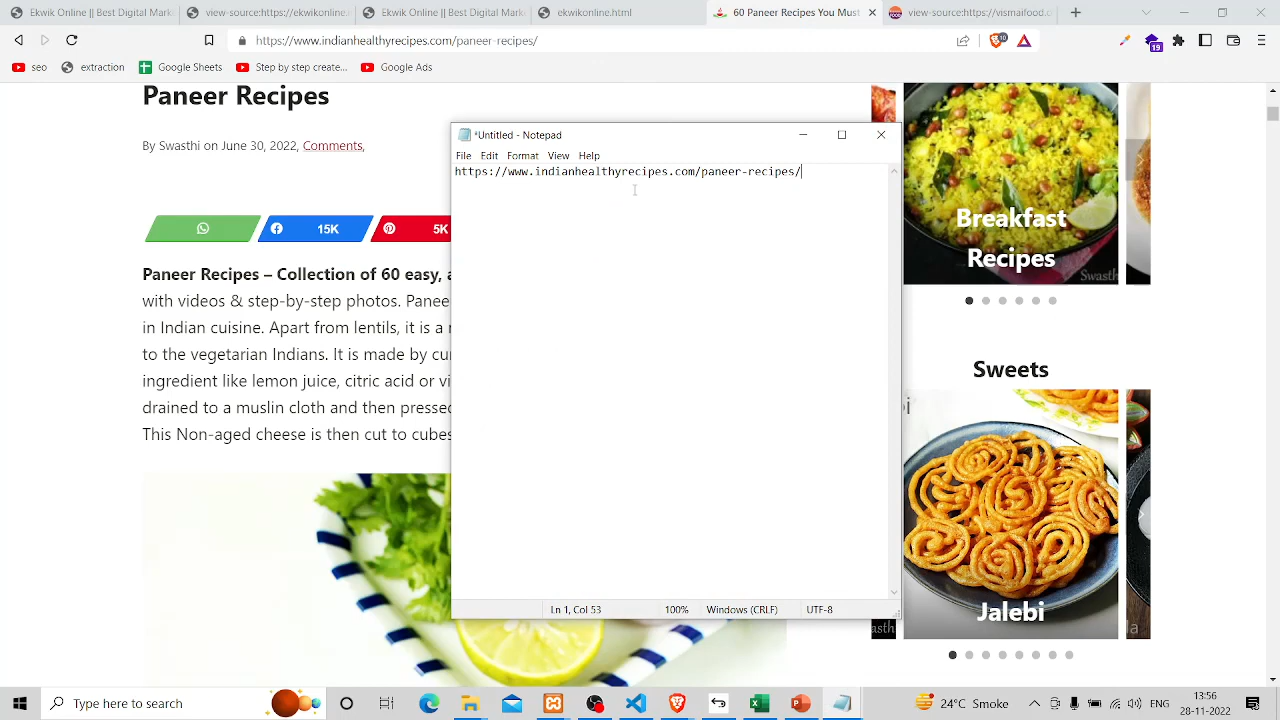 Ekwik Online || Best Digital Mark
view-source:https://ekwikonline
Ekwik Online || Best Digital Mark
ekwikonline.html
60 Paneer Recipes You Must
view-source:https://sweets
https://www.indianhealthyrecipes.com/paneer-recipes/
10
19
seo
extraction
Google Sheets
Step by step create...
Google Ads
Paneer Recipes
By Swasthi on June 30, 2022, Comments,
15K
5K
Paneer Recipes – Collection of 60 easy, a
with videos & step-by-step photos. Panee
in Indian cuisine. Apart from lentils, it is a
to the vegetarian Indians. It is made by cu
ingredient like lemon juice, citric acid or vi
drained to a muslin cloth and then pressed
This Non-aged cheese is then cut to cubes
*Untitled - Notepad
File Edit Format View Help
https://www.indianhealthyrecipes.com/paneer-recipes/
Ln 1, Col 53
100%
Windows (CRLF)
UTF-8
Breakfast
Recipes
Swasth
Sweets
Jalebi
asth
la
Type here to search
24°C Smoke
13:56
28-11-2022